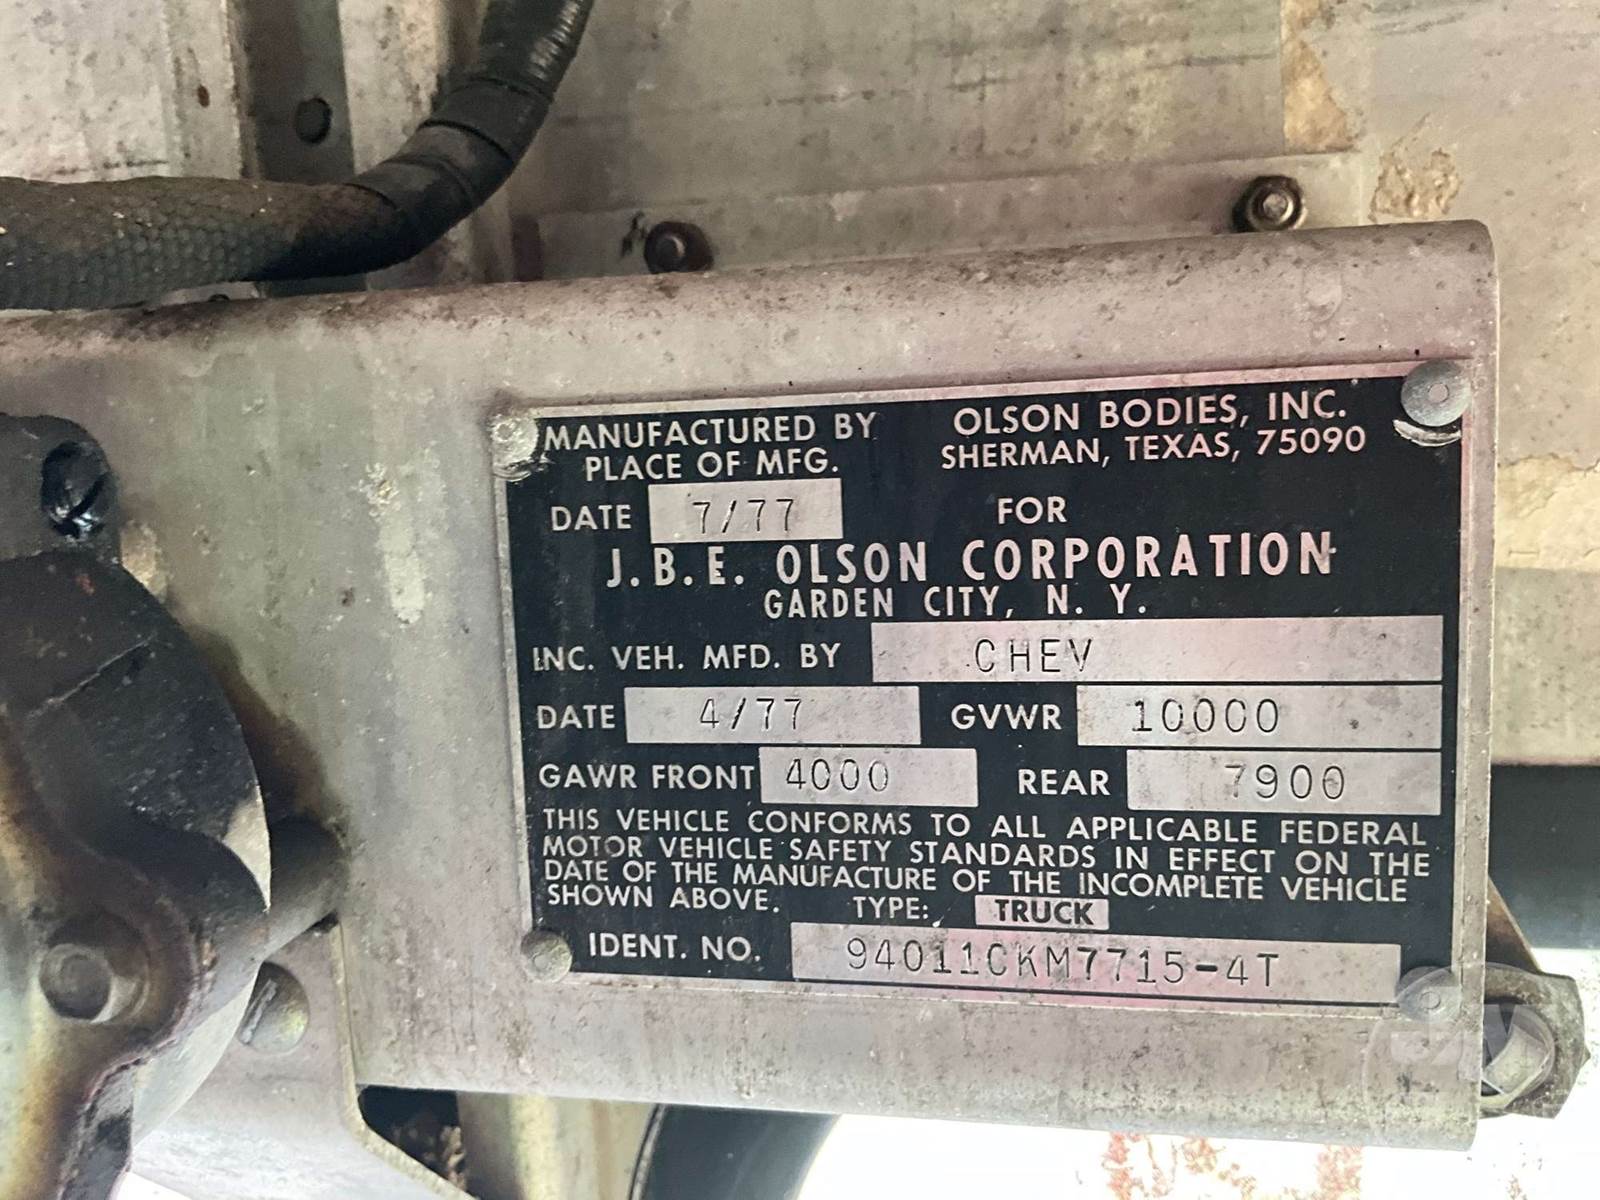 MANUFACTURED BY OLSON BODIES, INC.
PLACE OF MFG. SHERMAN, TEXAS, 75090
DATE 7/77 FOR
J.B.E. OLSON CORPORATION
GARDEN CITY, N. Y.
INC. VEH. MFD. BY CHEV
DATE 4/77 GVWR 10000
GAWR FRONT 4000 REAR 7900
THIS VEHICLE CONFORMS TO ALL APPLICABLE FEDERAL
MOTOR VEHICLE SAFETY STANDARDS IN EFFECT ON THE
DATE OF THE MANUFACTURE OF THE INCOMPLETE VEHICLE
SHOWN ABOVE. TYPE: TRUCK
IDENT. NO. 94011CKM7715-4T